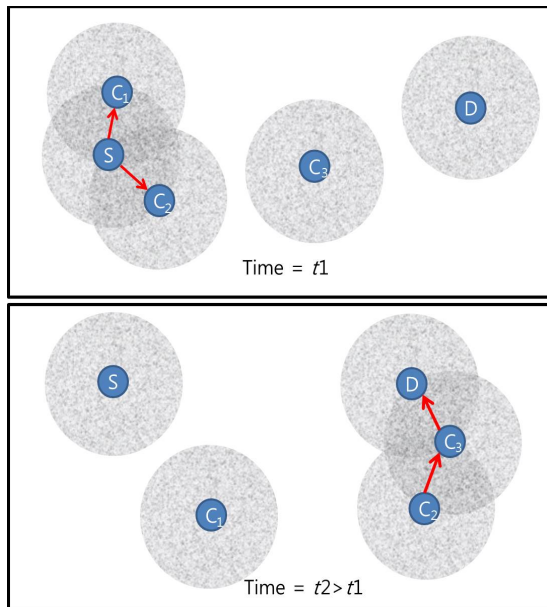 C₁
D
S
C₃
C₂
Time = t1
S
D
C₃
C₁
C₂
Time = t2>t1